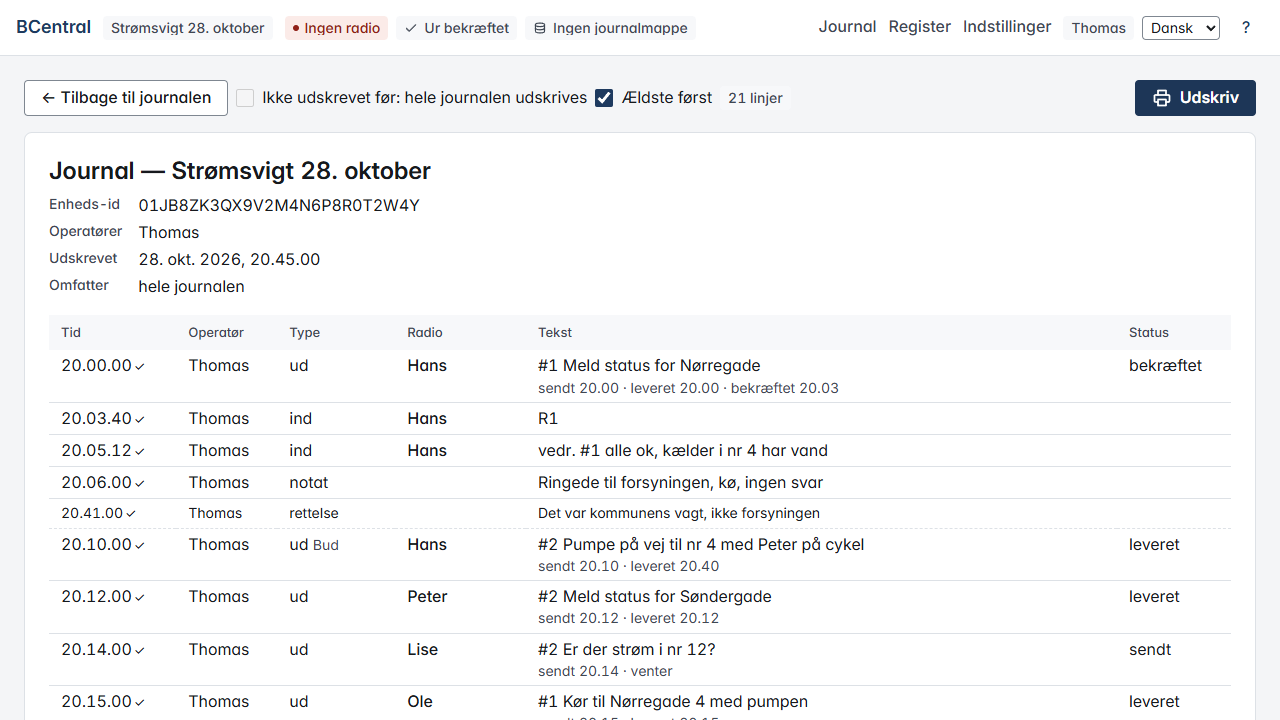 BCentral Strømsvigt 28. oktober Ingen radio Ur bekræftet Ingen journalmappe Journal Register Indstillinger Thomas Dansk ?
← Tilbage til journalen Ikke udskrevet før: hele journalen udskrives Ældste først 21 linjer Udskriv
Journal — Strømsvigt 28. oktober
Enheds-id 01JB8ZK3QX9V2M4N6P8R0T2W4Y
Operatører Thomas
Udskrevet 28. okt. 2026, 20.45.00
Omfatter hele journalen
Tid Operatør Type Radio Tekst Status
20.00.00 ✓ Thomas ud Hans #1 Meld status for Nørregade bekræftet
sendt 20.00 · leveret 20.00 · bekræftet 20.03
20.03.40 ✓ Thomas ind Hans R1
20.05.12 ✓ Thomas ind Hans vedr. #1 alle ok, kælder i nr 4 har vand
20.06.00 ✓ Thomas notat Ringede til forsyningen, kø, ingen svar
20.41.00 ✓ Thomas rettelse Det var kommunens vagt, ikke forsyningen
20.10.00 ✓ Thomas ud Bud Hans #2 Pumpe på vej til nr 4 med Peter på cykel leveret
sendt 20.10 · leveret 20.40
20.12.00 ✓ Thomas ud Peter #2 Meld status for Søndergade leveret
sendt 20.12 · leveret 20.12
20.14.00 ✓ Thomas ud Lise #2 Er der strøm i nr 12? sendt
sendt 20.14 · venter
20.15.00 ✓ Thomas ud Ole #1 Kør til Nørregade 4 med pumpen leveret